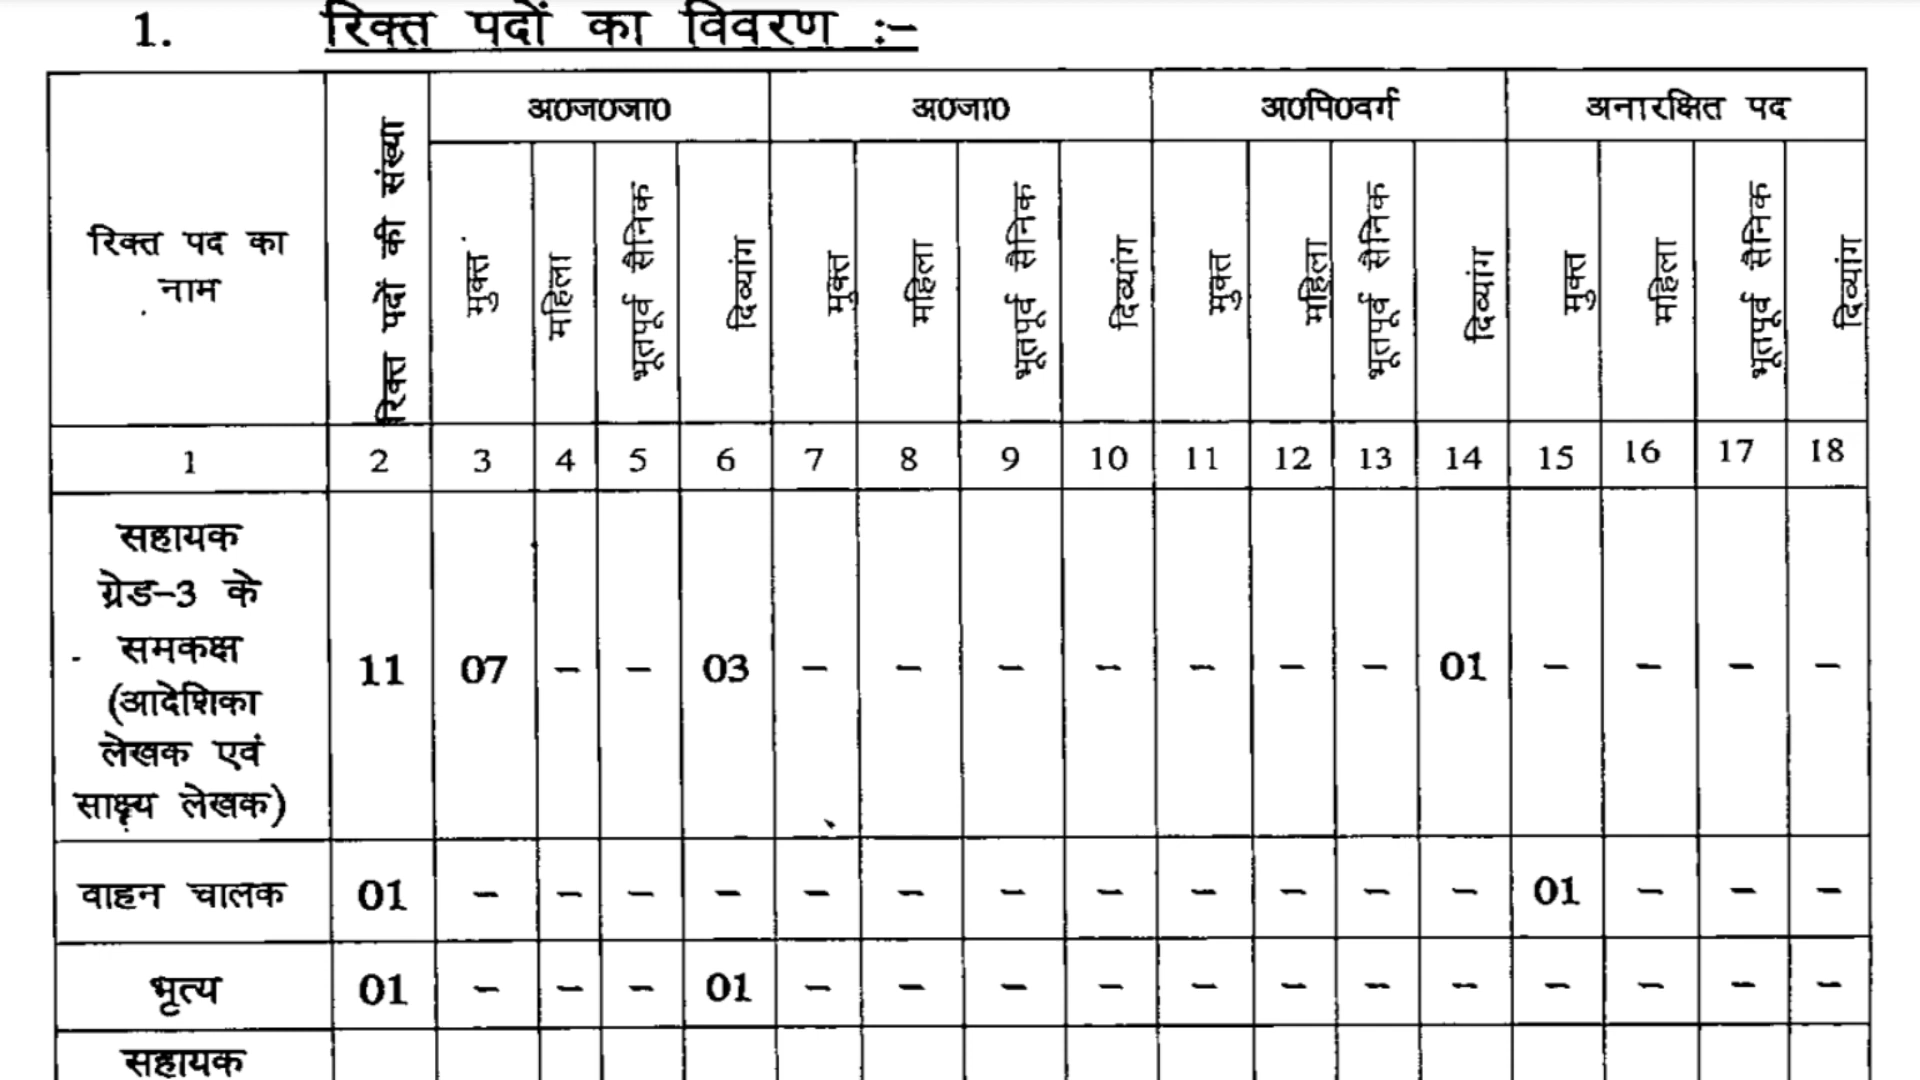 1. रिक्त पदों का विवरण :–
रिक्त पद का
नाम
रिक्त पदों की संख्या
अ0ज0जा0
अ0जा0
अ0पि0वर्ग
अनारक्षित पद
मुक्त
महिला
भूतपूर्व सैनिक
दिव्यांग
मुक्त
महिला
भूतपूर्व सैनिक
दिव्यांग
मुक्त
महिला
भूतपूर्व सैनिक
दिव्यांग
मुक्त
महिला
भूतपूर्व सैनिक
दिव्यांग
1 2 3 4 5 6 7 8 9 10 11 12 13 14 15 16 17 18
सहायक
ग्रेड–3 के
समकक्ष
(आदेशिका
लेखक एवं
साक्ष्य लेखक)
11 07 – – 03 – – – – – – – 01 – – – –
वाहन चालक 01 – – – – – – – – – – – – 01 – – –
भृत्य 01 – – – 01 – – – – – – – – – – – –
सहायक